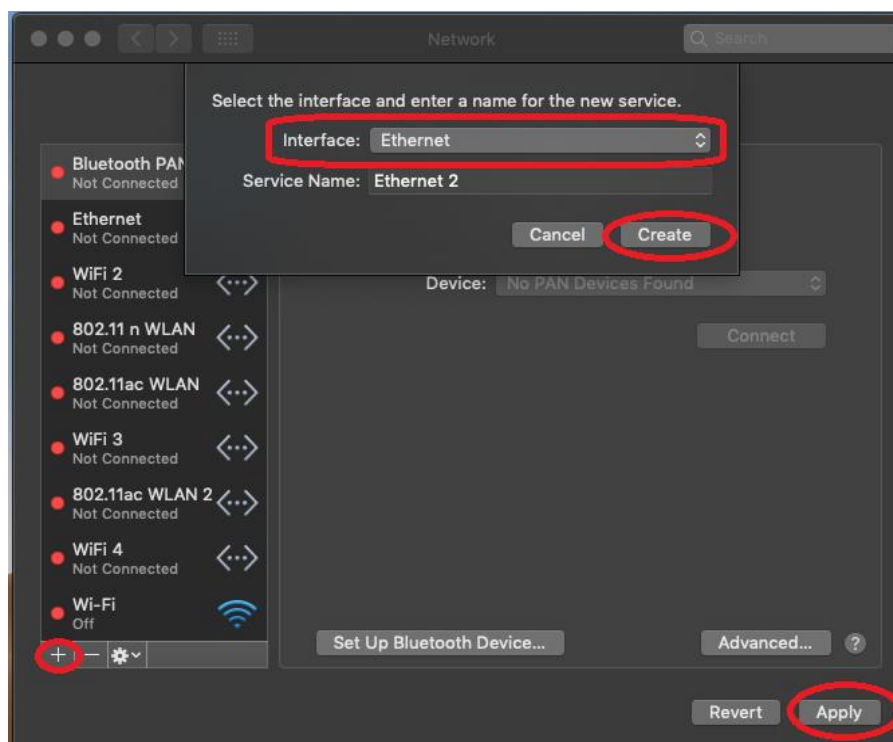 Network
Search
Select the interface and enter a name for the new service.
Interface: Ethernet
Service Name: Ethernet 2
Cancel Create
Bluetooth PAN
Not Connected
Ethernet
Not Connected
WiFi 2
Not Connected
802.11 n WLAN
Not Connected
802.11ac WLAN
Not Connected
WiFi 3
Not Connected
802.11ac WLAN 2
Not Connected
WiFi 4
Not Connected
Wi-Fi
Off
Device: No PAN Devices Found
Connect
Set Up Bluetooth Device... Advanced... ?
Revert Apply